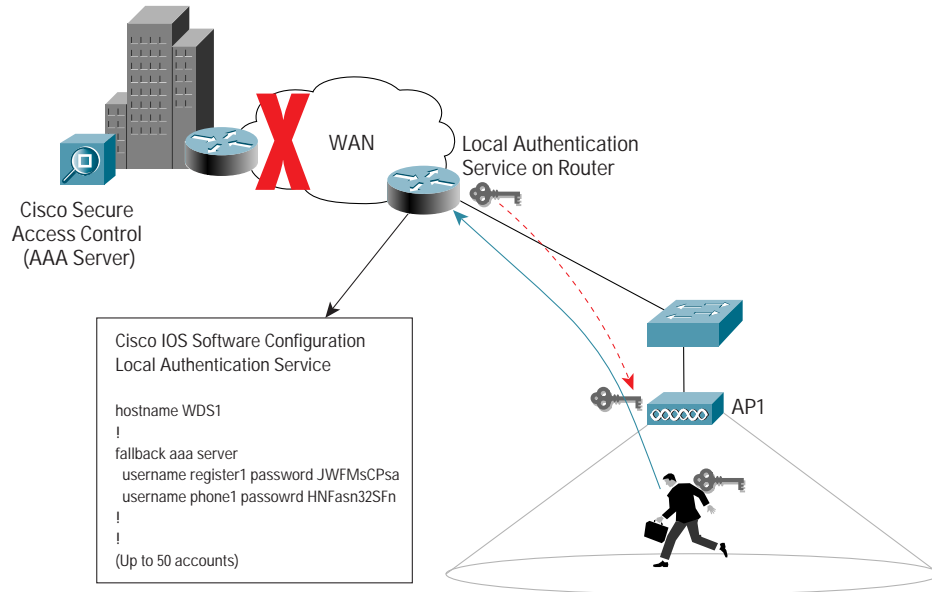 WAN
Local Authentication
Service on Router
Cisco Secure
Access Control
(AAA Server)
Cisco IOS Software Configuration
Local Authentication Service
hostname WDS1
!
fallback aaa server
username register1 password JWFMsCPsa
username phone1 passowrd HNFasn32SFn
!
!
(Up to 50 accounts)
AP1